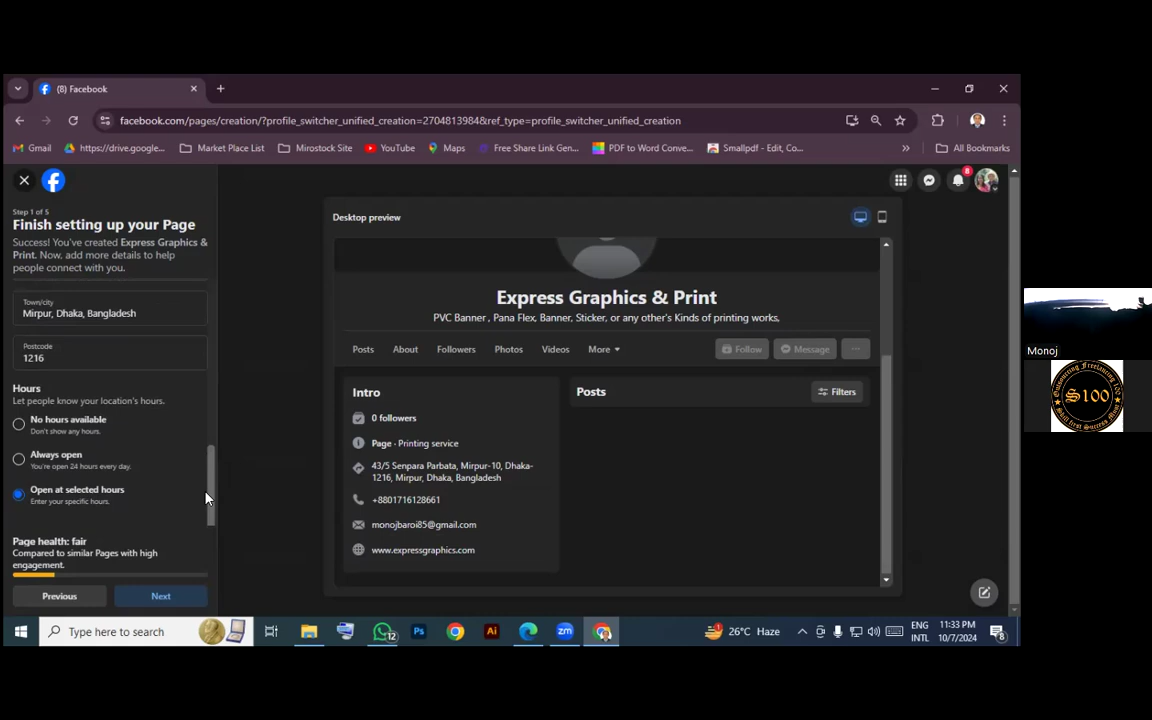 (8) Facebook
facebook.com/pages/creation/?profile_switcher_unified_creation=2704813984&ref_type=profile_switcher_unified_creation
Gmail
https://drive.google...
Market Place List
Mirostock Site
YouTube
Maps
Free Share Link Gen...
PDF to Word Conve...
Smallpdf - Edit, Co...
»
All Bookmarks
8
Step 1 of 5
Finish setting up your Page
Success! You've created Express Graphics &
Print. Now, add more details to help
people connect with you.
Town/city
Mirpur, Dhaka, Bangladesh
Postcode
1216
Hours
Let people know your location's hours.
No hours available
Don't show any hours.
Always open
You're open 24 hours every day.
Open at selected hours
Enter your specific hours.
Page health: fair
Compared to similar Pages with high
engagement.
Previous
Next
Desktop preview
Express Graphics & Print
PVC Banner , Pana Flex, Banner, Sticker, or any other's Kinds of printing works,
Posts
About
Followers
Photos
Videos
More
Follow
Message
...
Intro
0 followers
Page · Printing service
43/5 Senpara Parbata, Mirpur-10, Dhaka-
1216, Mirpur, Dhaka, Bangladesh
+8801716128661
monojbaroi85@gmail.com
www.expressgraphics.com
Posts
Filters
Monoj
Outsourcing Freelancing 100
S100
Type here to search
12
Ps
Ai
zm
26°C Haze
ENG
INTL
11:33 PM
10/7/2024
8